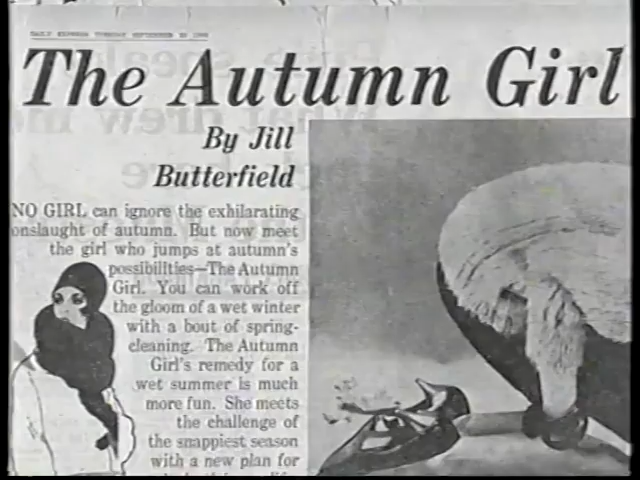 DAILY EXPRESS TUESDAY SEPTEMBER
The Autumn Girl
By Jill
Butterfield
NO GIRL can ignore the exhilarating
onslaught of autumn. But now meet
the girl who jumps at autumn's
possibilities—The Autumn
Girl. You can work off
the gloom of a wet winter
with a bout of spring-
cleaning. The Autumn
Girl's remedy for a
wet summer is much
more fun. She meets
the challenge of
the snappiest season
with a new plan for